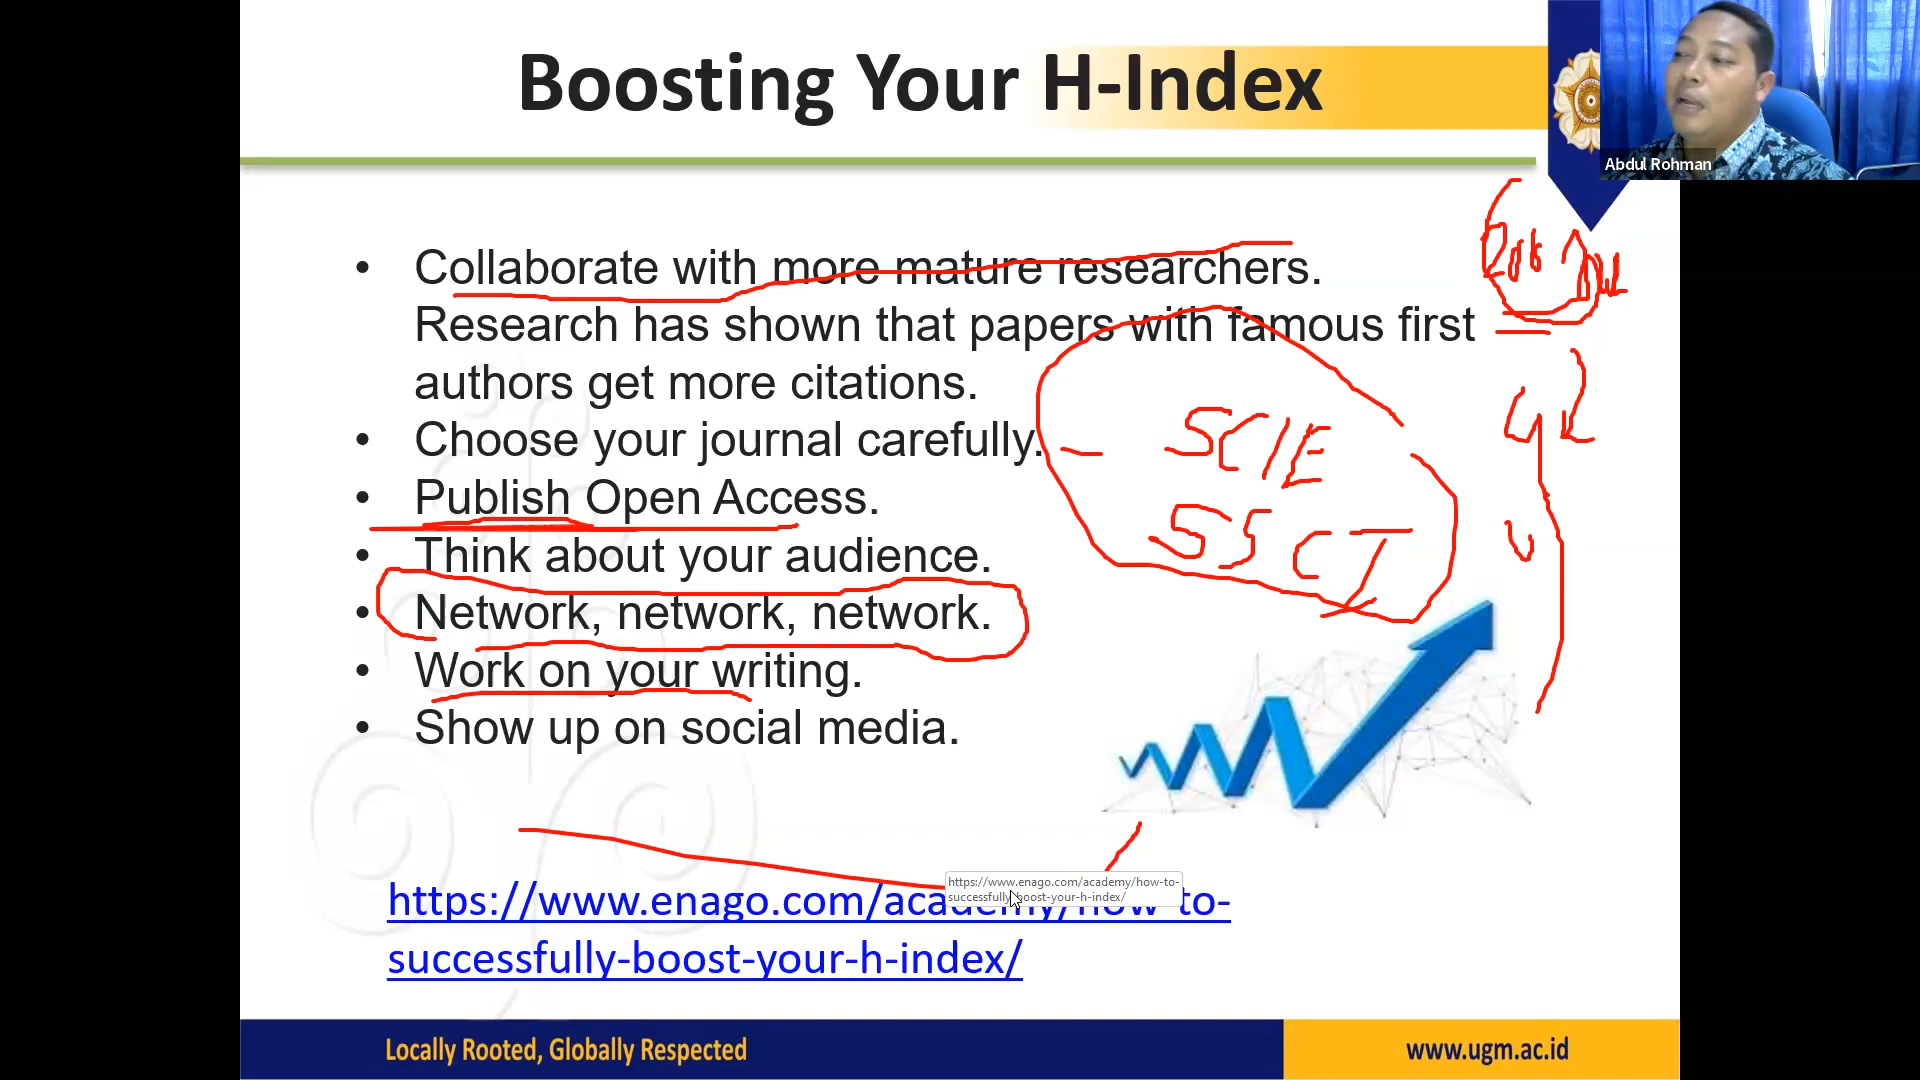 Boosting Your H-Index
Abdul Rohman
• Collaborate with more mature researchers.
Research has shown that papers with famous first
authors get more citations.
• Choose your journal carefully.
• Publish Open Access.
• Think about your audience.
• Network, network, network.
• Work on your writing.
• Show up on social media.
SCIE
SSCI
https://www.enago.com/academy/how-to-
successfully-boost-your-h-index/
https://www.enago.com/academy/how-to-
successfully-boost-your-h-index/
Locally Rooted, Globally Respected
www.ugm.ac.id